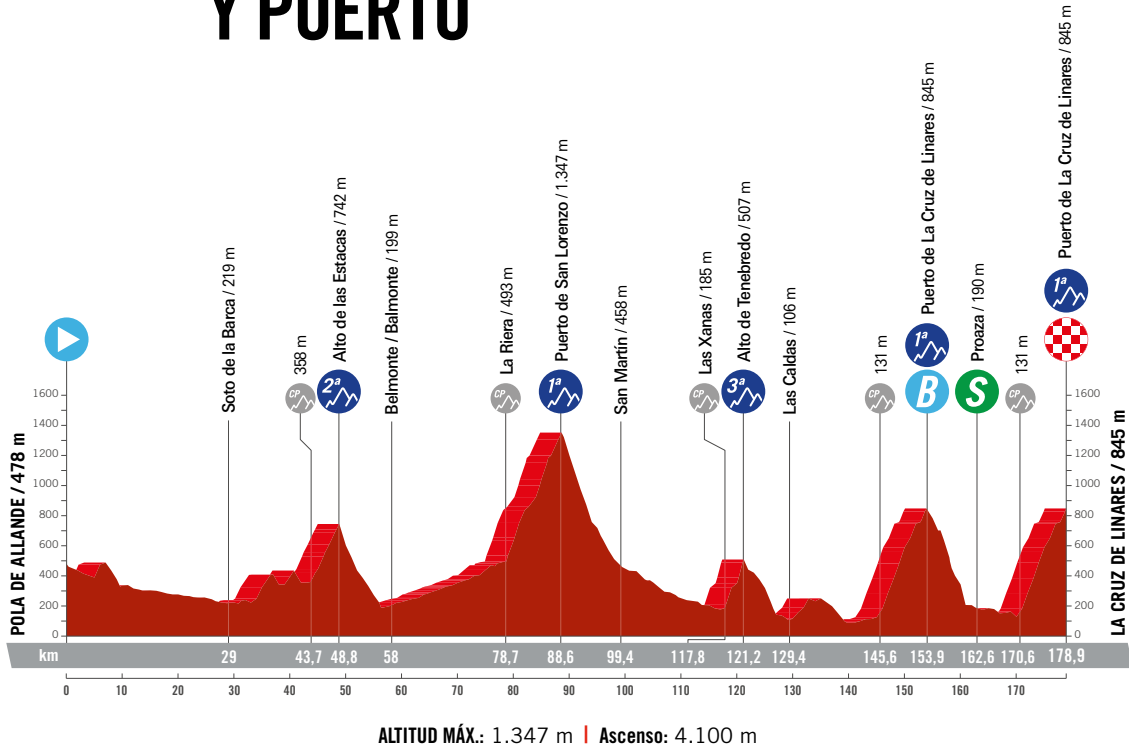 Y PUERTO
Puerto de La Cruz de Linares / 845 m
Puerto de La Cruz de Linares / 845 m
Puerto de San Lorenzo / 1.347 m
Alto de las Estacas / 742 m
Alto de Tenebredo / 507 m
Belmonte / Balmonte / 199 m
Soto de la Barca / 219 m
Las Xanas / 185 m
La Riera / 493 m
Proaza / 190 m
San Martín / 458 m
Las Caldas / 106 m
358 m
131 m
131 m
1ª
1ª
B
S
CP
2ª
CP
1ª
CP
3ª
CP
CP
1600
1400
1200
1000
800
600
400
200
0
1600
1400
1200
1000
800
600
400
200
0
POLA DE ALLANDE / 478 m
LA CRUZ DE LINARES / 845 m
km 29 43,7 48,8 58 78,7 88,6 99,4 117,8 121,2 129,4 145,6 153,9 162,6 170,6 178,9
0 10 20 30 40 50 60 70 80 90 100 110 120 130 140 150 160 170
ALTITUD MÁX.: 1.347 m | Ascenso: 4.100 m